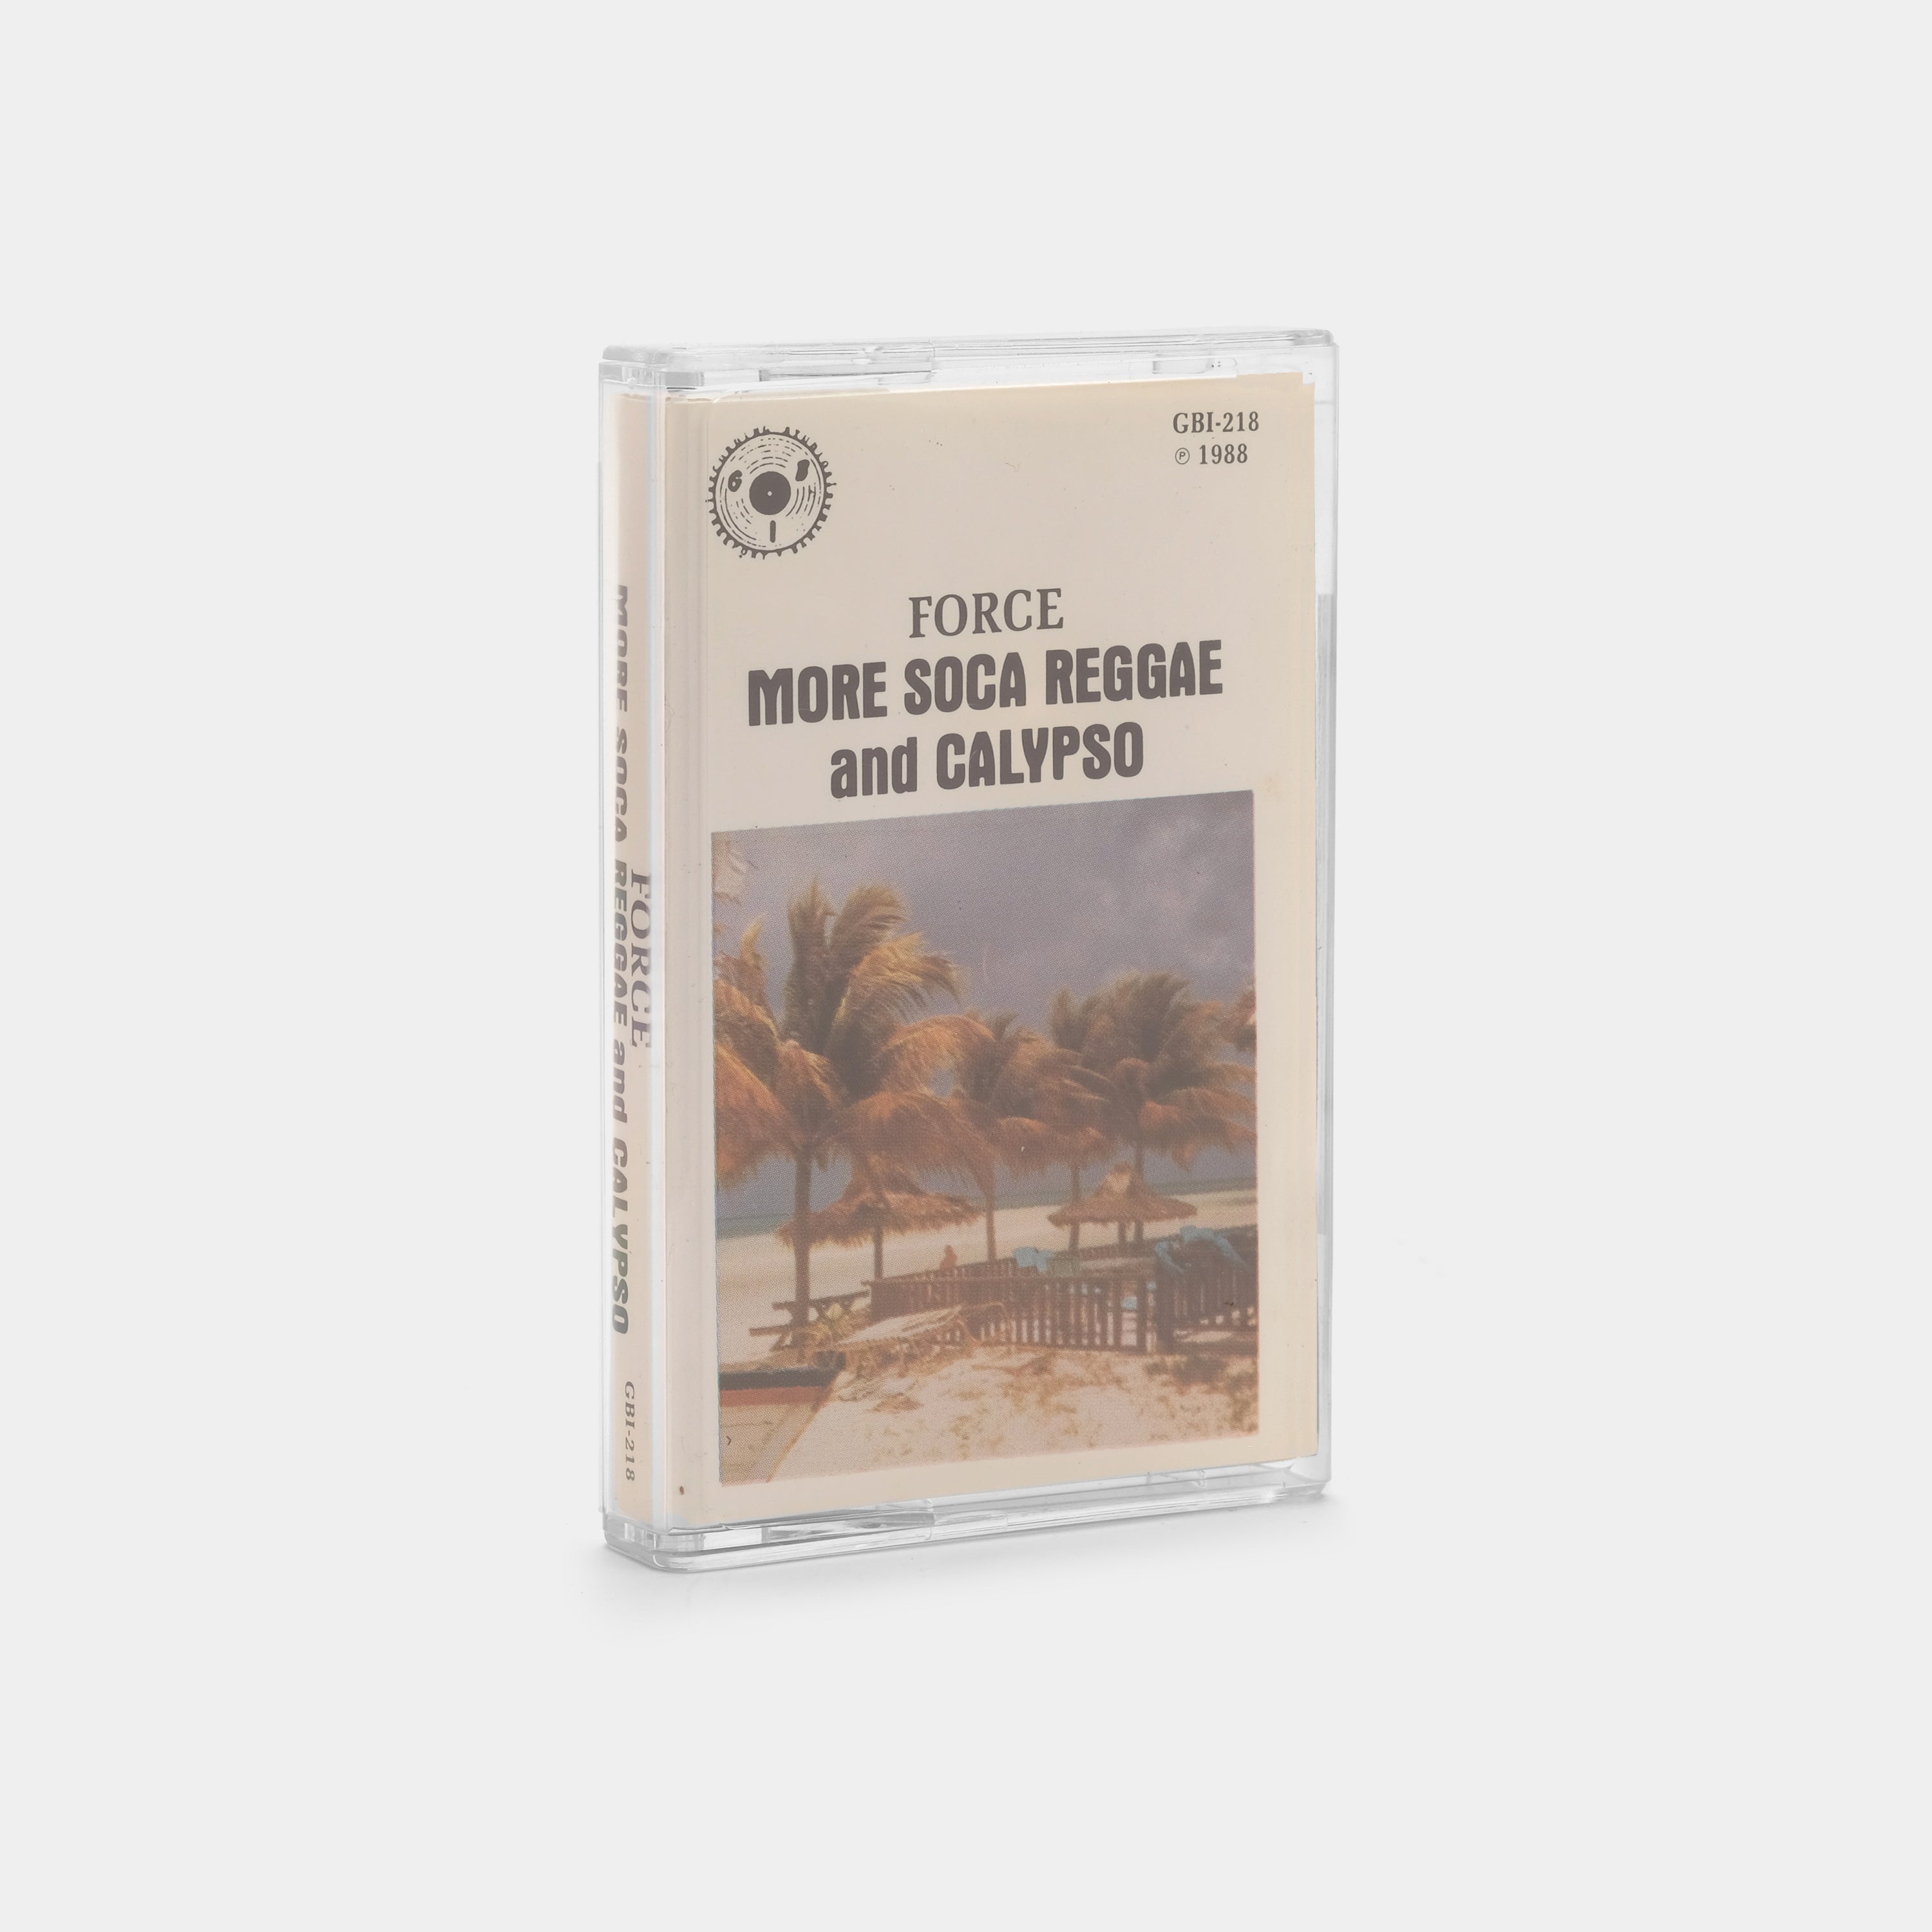 GBI-218
℗ 1988
G B I
FORCE
MORE SOCA REGGAE
and CALYPSO
FORCE
MORE SOCA REGGAE and CALYPSO
GBI-218